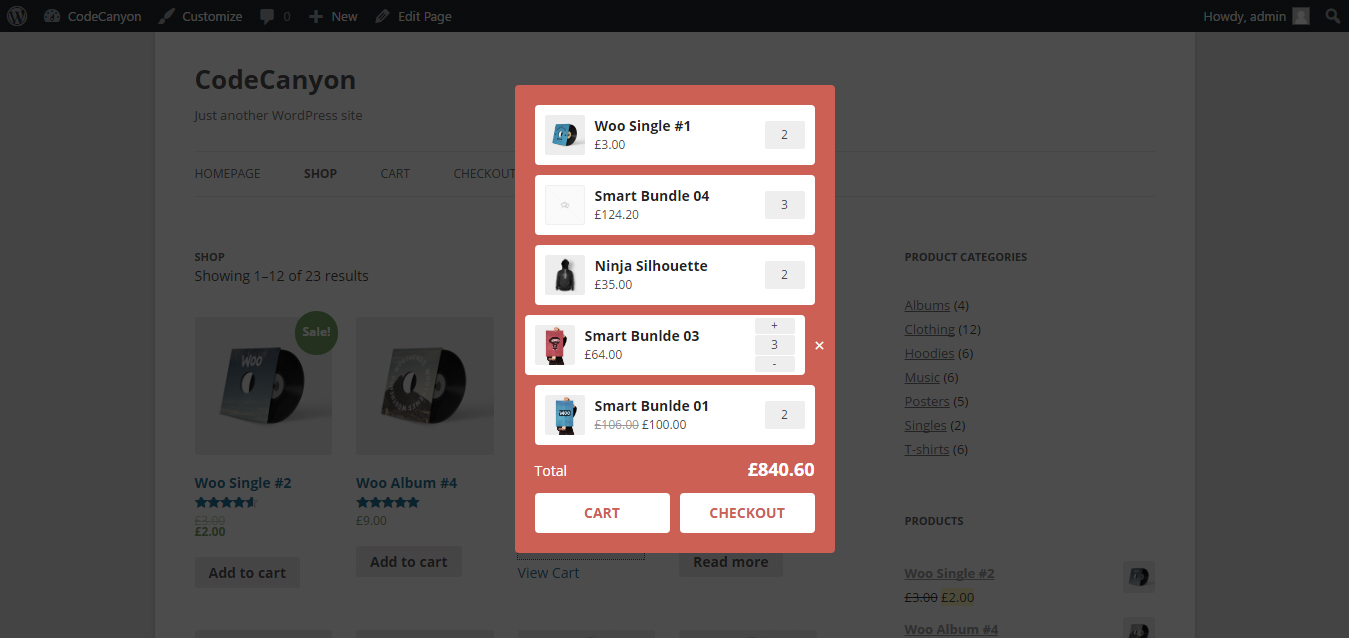 CodeCanyon Customize 0 New Edit Page Howdy, admin
CodeCanyon
Just another WordPress site
HOMEPAGE SHOP CART CHECKOUT
SHOP
Showing 1–12 of 23 results
Sale!
WOO
Woo Single #2
£3.00
£2.00
Add to cart
Woo Album #4
£9.00
Add to cart
View Cart
Read more
Woo Single #1
£3.00
2
Smart Bundle 04
£124.20
3
Ninja Silhouette
£35.00
2
Smart Bunlde 03
£64.00
+
3
-
×
Smart Bunlde 01
£106.00 £100.00
2
WOO
Total £840.60
CART CHECKOUT
PRODUCT CATEGORIES
Albums (4)
Clothing (12)
Hoodies (6)
Music (6)
Posters (5)
Singles (2)
T-shirts (6)
PRODUCTS
Woo Single #2
£3.00 £2.00
Woo Album #4